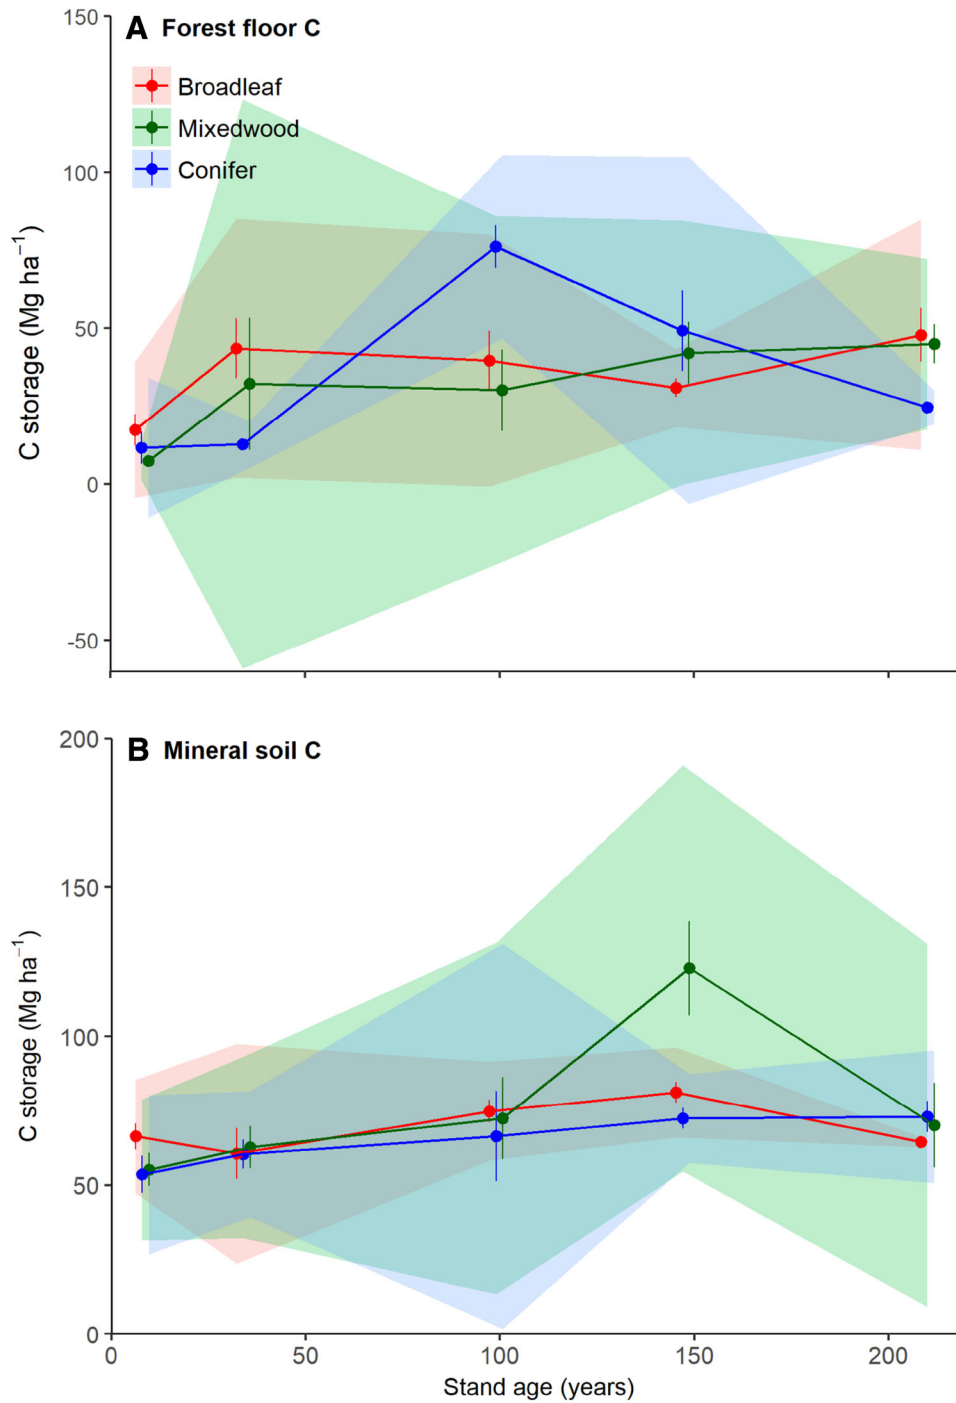 A Forest floor C
Broadleaf
Mixedwood
Conifer
150
100
50
0
-50
C storage (Mg ha⁻¹)
B Mineral soil C
200
150
100
50
0
C storage (Mg ha⁻¹)
0 50 100 150 200
Stand age (years)